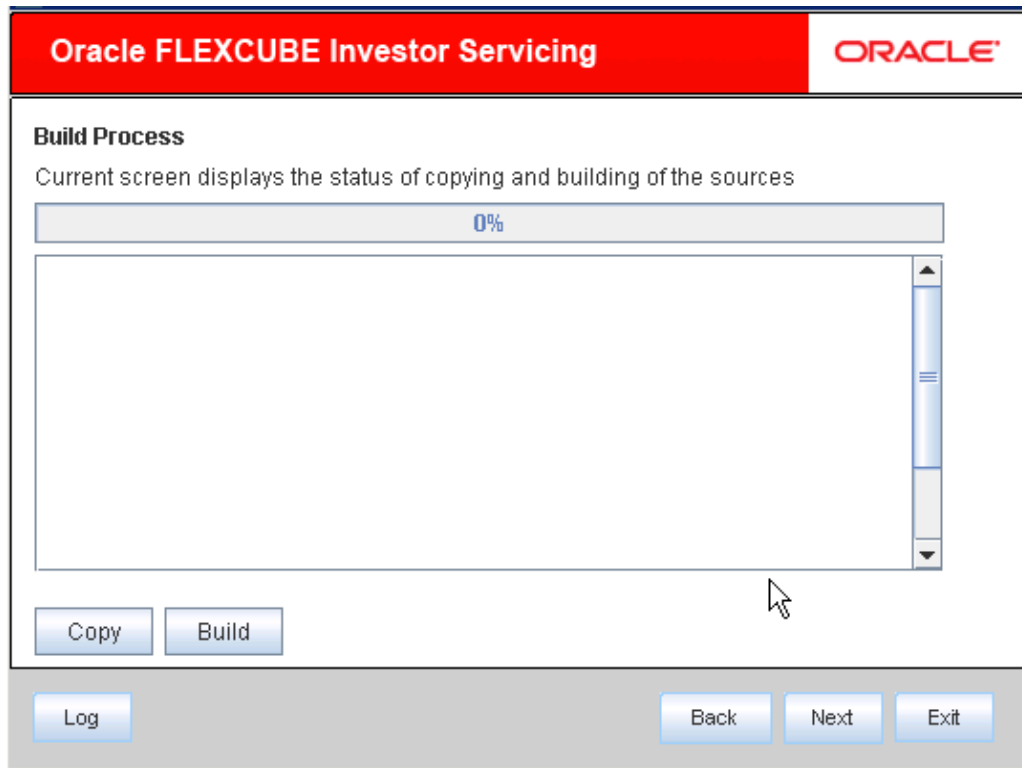 Oracle FLEXCUBE Investor Servicing
ORACLE
Build Process
Current screen displays the status of copying and building of the sources
0%
Copy
Build
Log
Back
Next
Exit